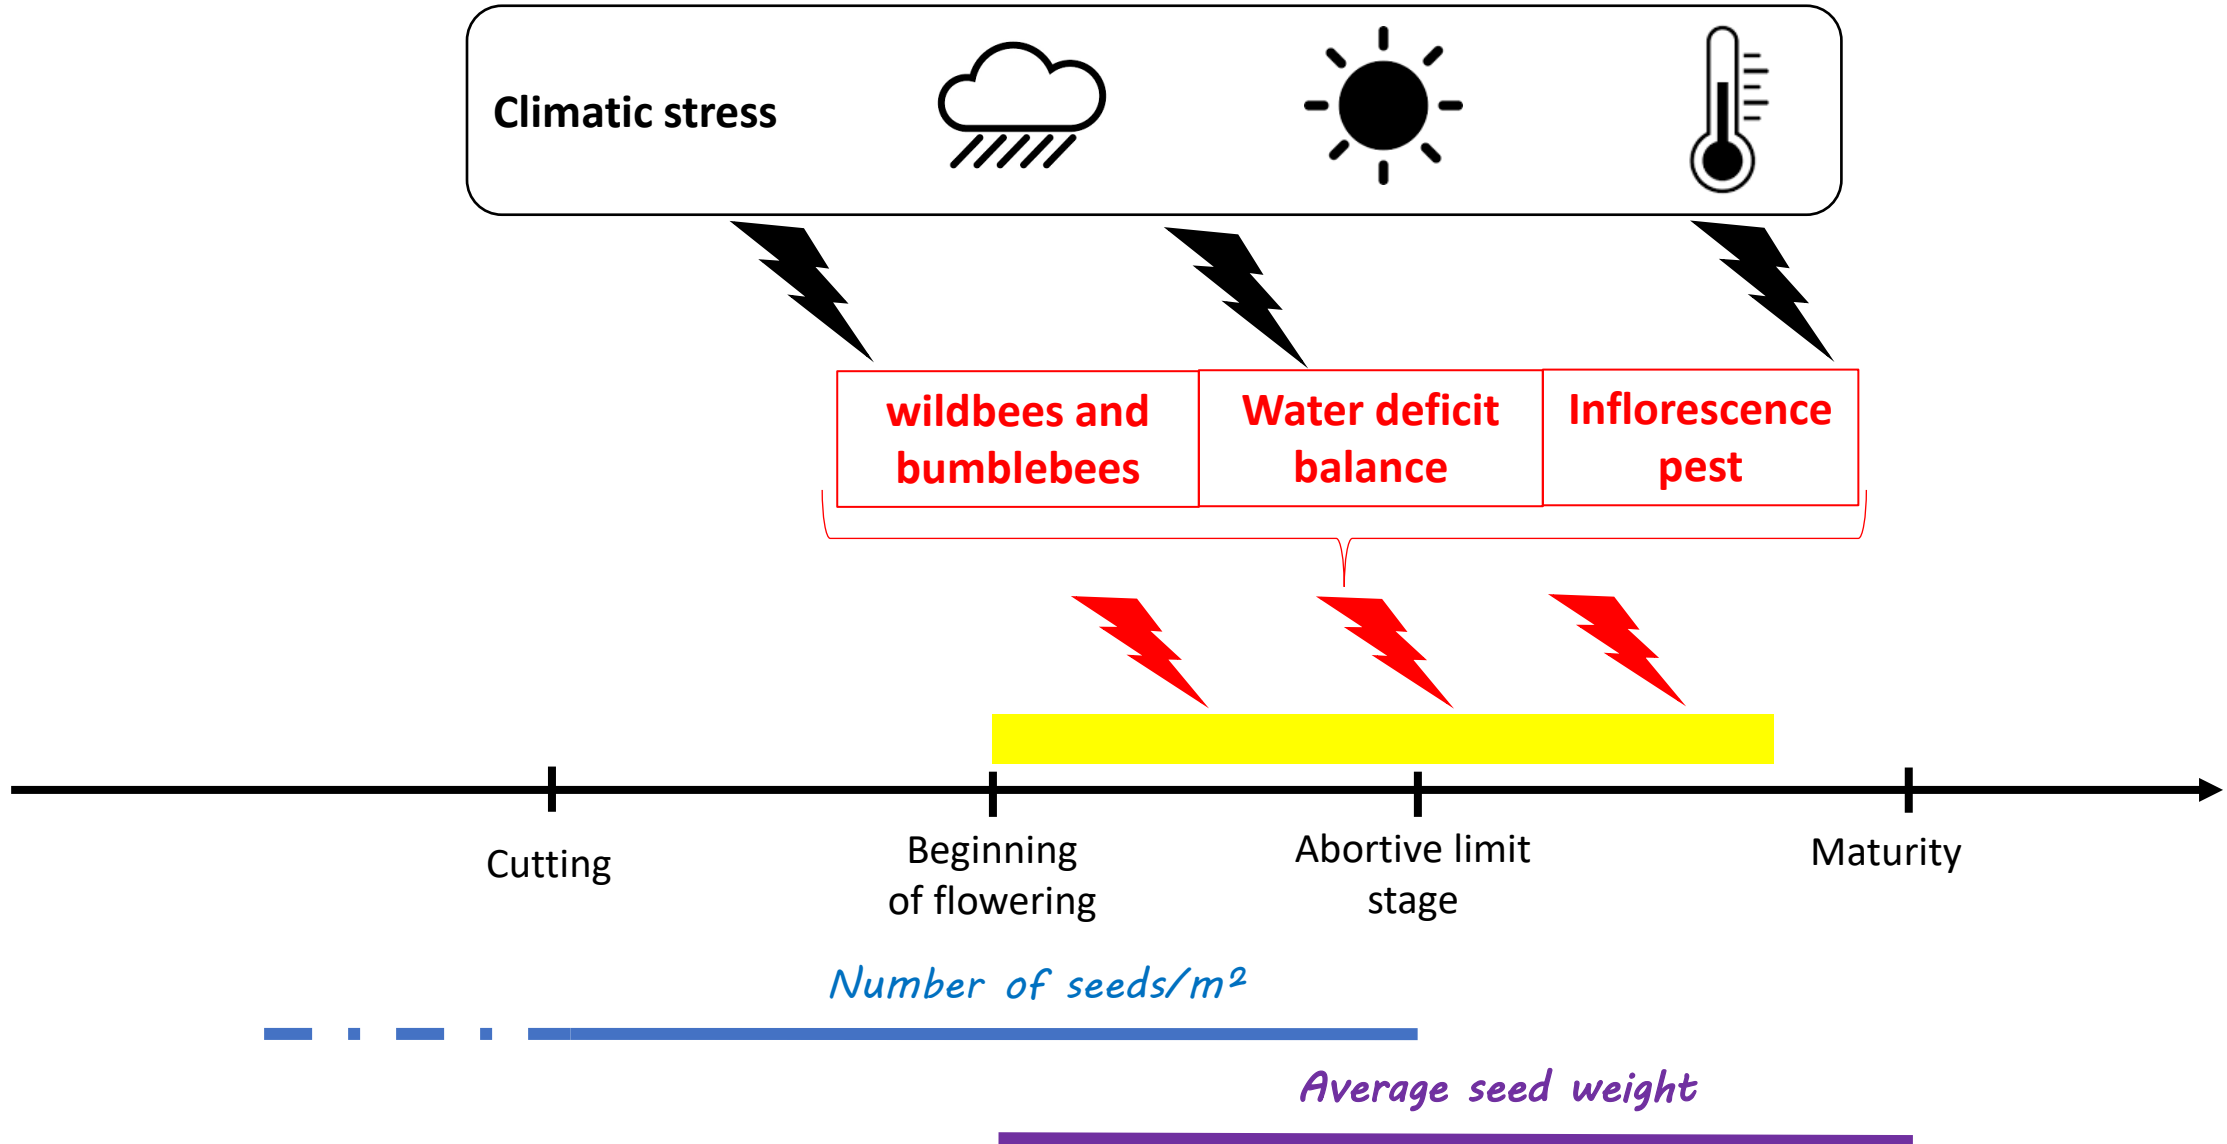 Climatic stress
wildbees and
bumblebees
Water deficit
balance
Inflorescence
pest
Cutting
Beginning
of flowering
Abortive limit
stage
Maturity
Number of seeds/m²
Average seed weight